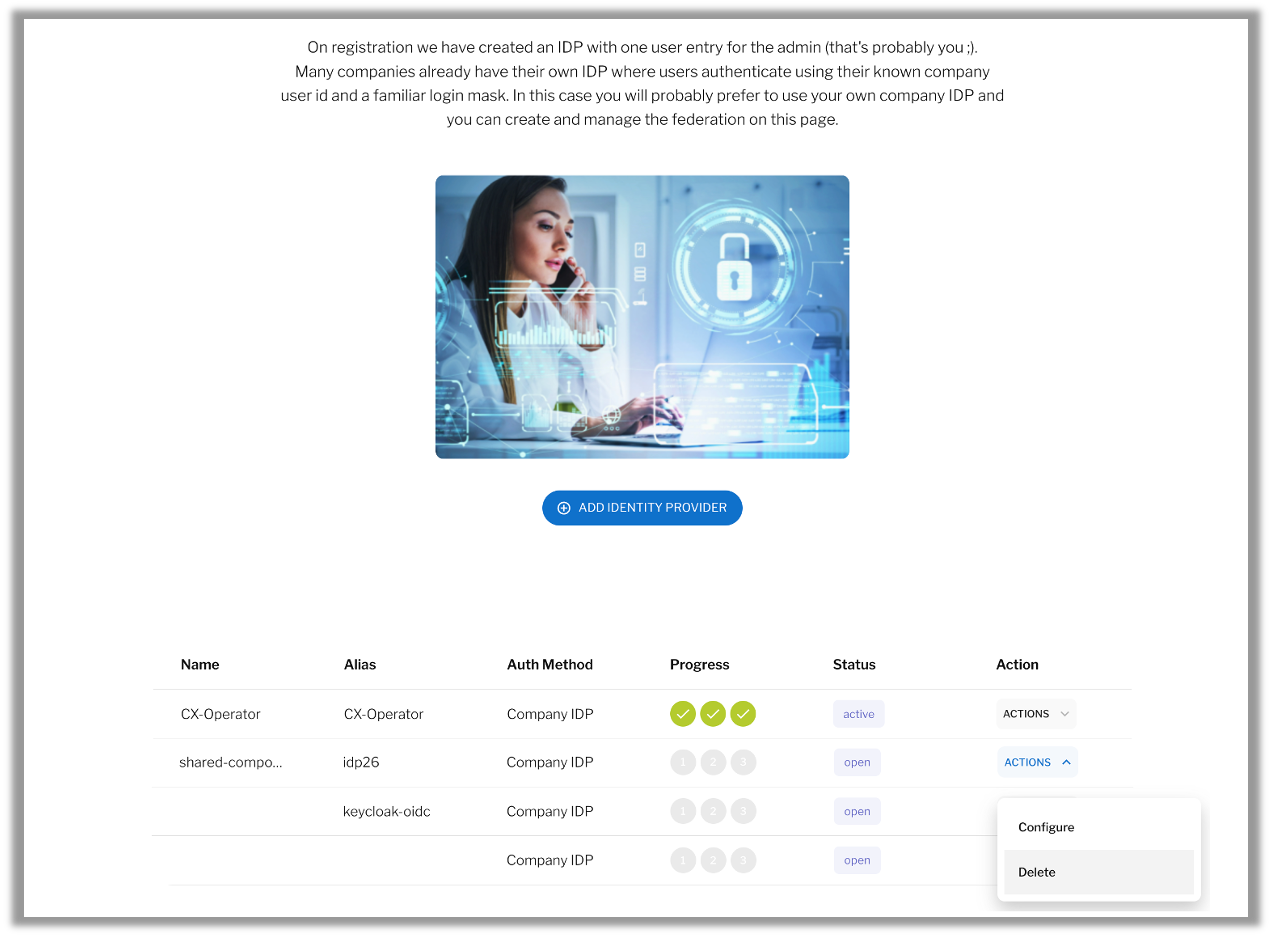 On registration we have created an IDP with one user entry for the admin (that's probably you ;).
Many companies already have their own IDP where users authenticate using their known company
user id and a familiar login mask. In this case you will probably prefer to use your own company IDP and
you can create and manage the federation on this page.
ADD IDENTITY PROVIDER
Name Alias Auth Method Progress Status Action
CX-Operator CX-Operator Company IDP active ACTIONS
shared-compo... idp26 Company IDP 1 2 3 open ACTIONS
keycloak-oidc Company IDP 1 2 3 open
Configure
Company IDP 1 2 3 open
Delete